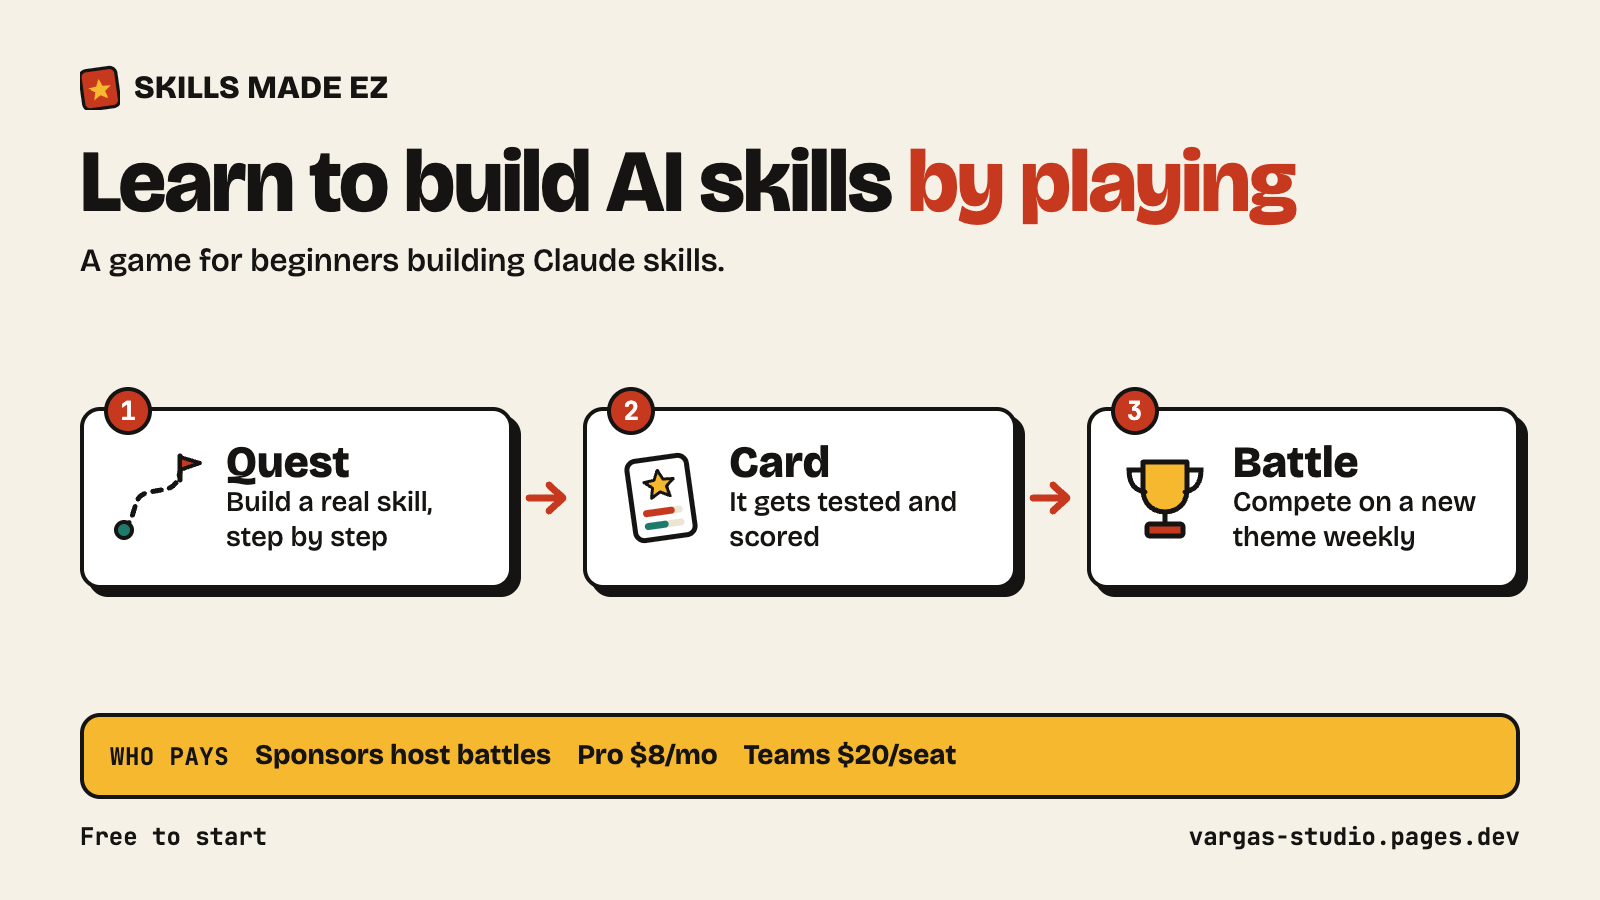 SKILLS MADE EZ
Learn to build AI skills by playing
A game for beginners building Claude skills.
1
Quest
Build a real skill,
step by step
2
Card
It gets tested and
scored
3
Battle
Compete on a new
theme weekly
WHO PAYS Sponsors host battles Pro $8/mo Teams $20/seat
Free to start
vargas-studio.pages.dev